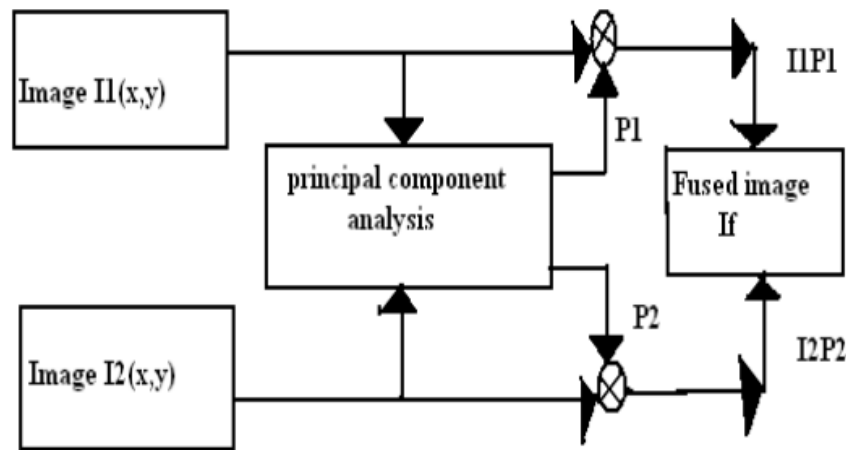 Image I1(x,y)
I1P1
P1
principal component
analysis
Fused image
If
P2
I2P2
Image I2(x,y)